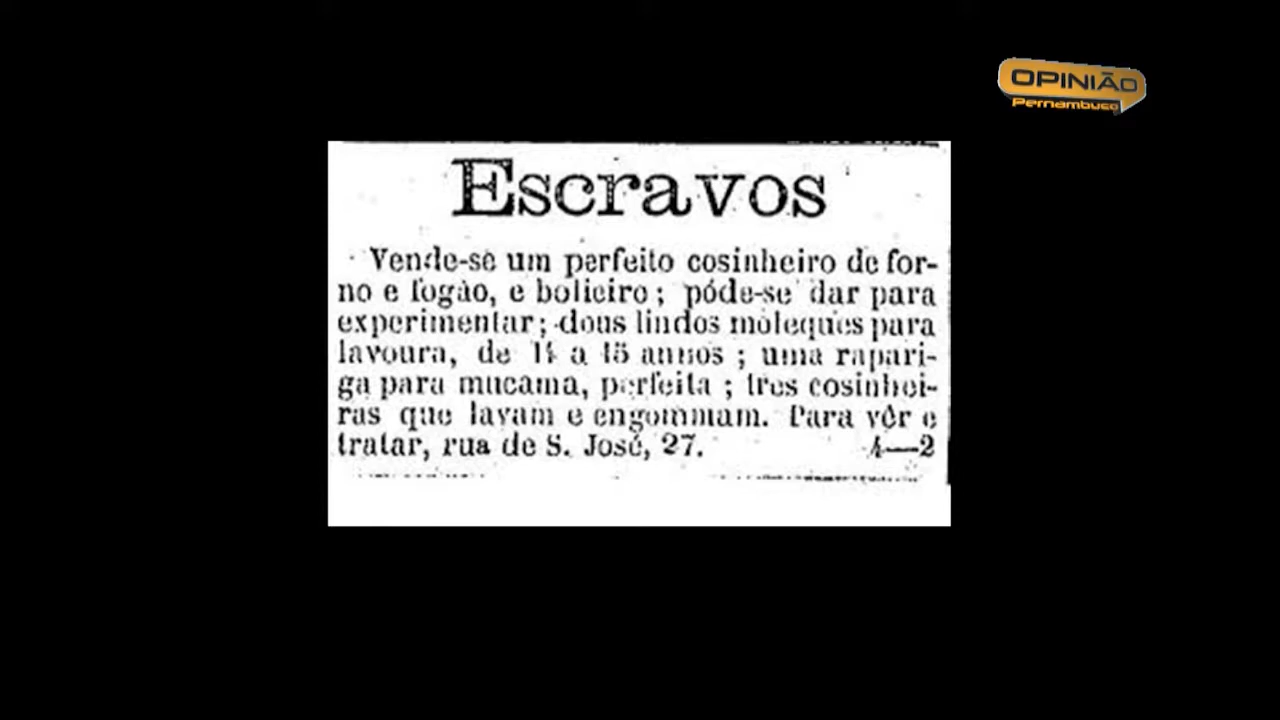 OPINIÃO
Pernambuco
Escravos
Vende-se um perfeito cosinheiro de for-
no e fogão, e bolieiro; póde-se dar para
experimentar; dous lindos moleques para
lavoura, de 14 a 15 annos; uma rapari-
ga para mucama, perfeita; tres cosinhei-
ras que lavam e engommam. Para vêr e
tratar, rua de S. José, 27. 4—2